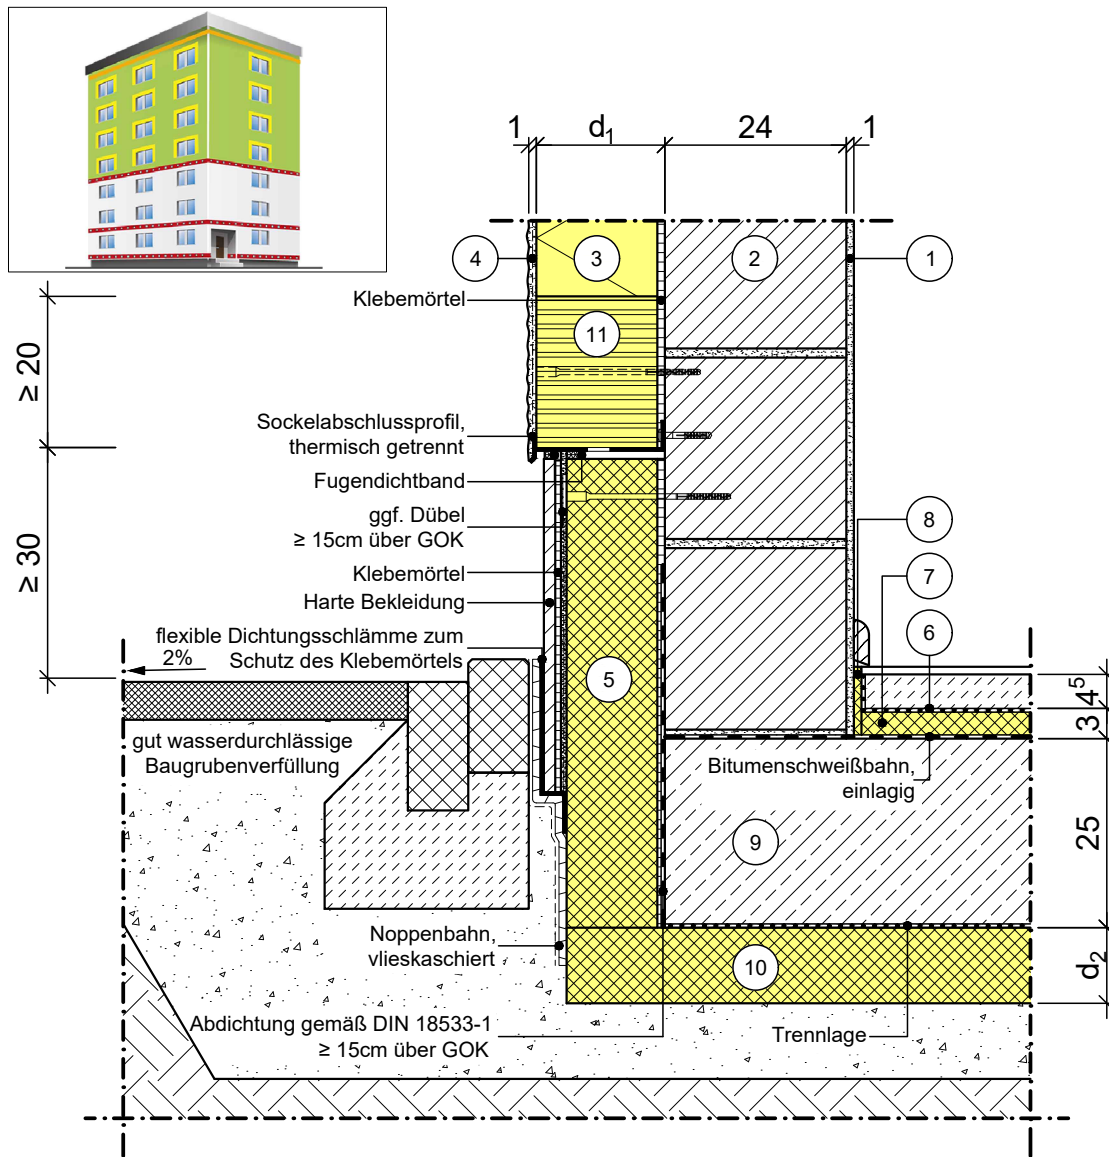 1
d₁
24
1
4
3
2
1
Klebemörtel
11
≥ 20
Sockelabschlussprofil,
thermisch getrennt
Fugendichtband
ggf. Dübel
≥ 15cm über GOK
8
≥ 30
Klebemörtel
7
Harte Bekleidung
6
flexible Dichtungsschlämme zum
Schutz des Klebemörtels
2%
5
4⁵
3
gut wasserdurchlässige
Baugrubenverfüllung
Bitumenschweißbahn,
einlagig
9
25
Noppenbahn,
vlieskaschiert
10
d₂
Abdichtung gemäß DIN 18533-1
≥ 15cm über GOK
Trennlage